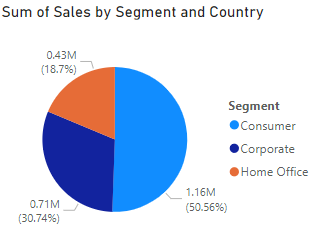 Sum of Sales by Segment and Country
0.43M
(18.7%)
Segment
Consumer
Corporate
Home Office
0.71M
(30.74%)
1.16M
(50.56%)